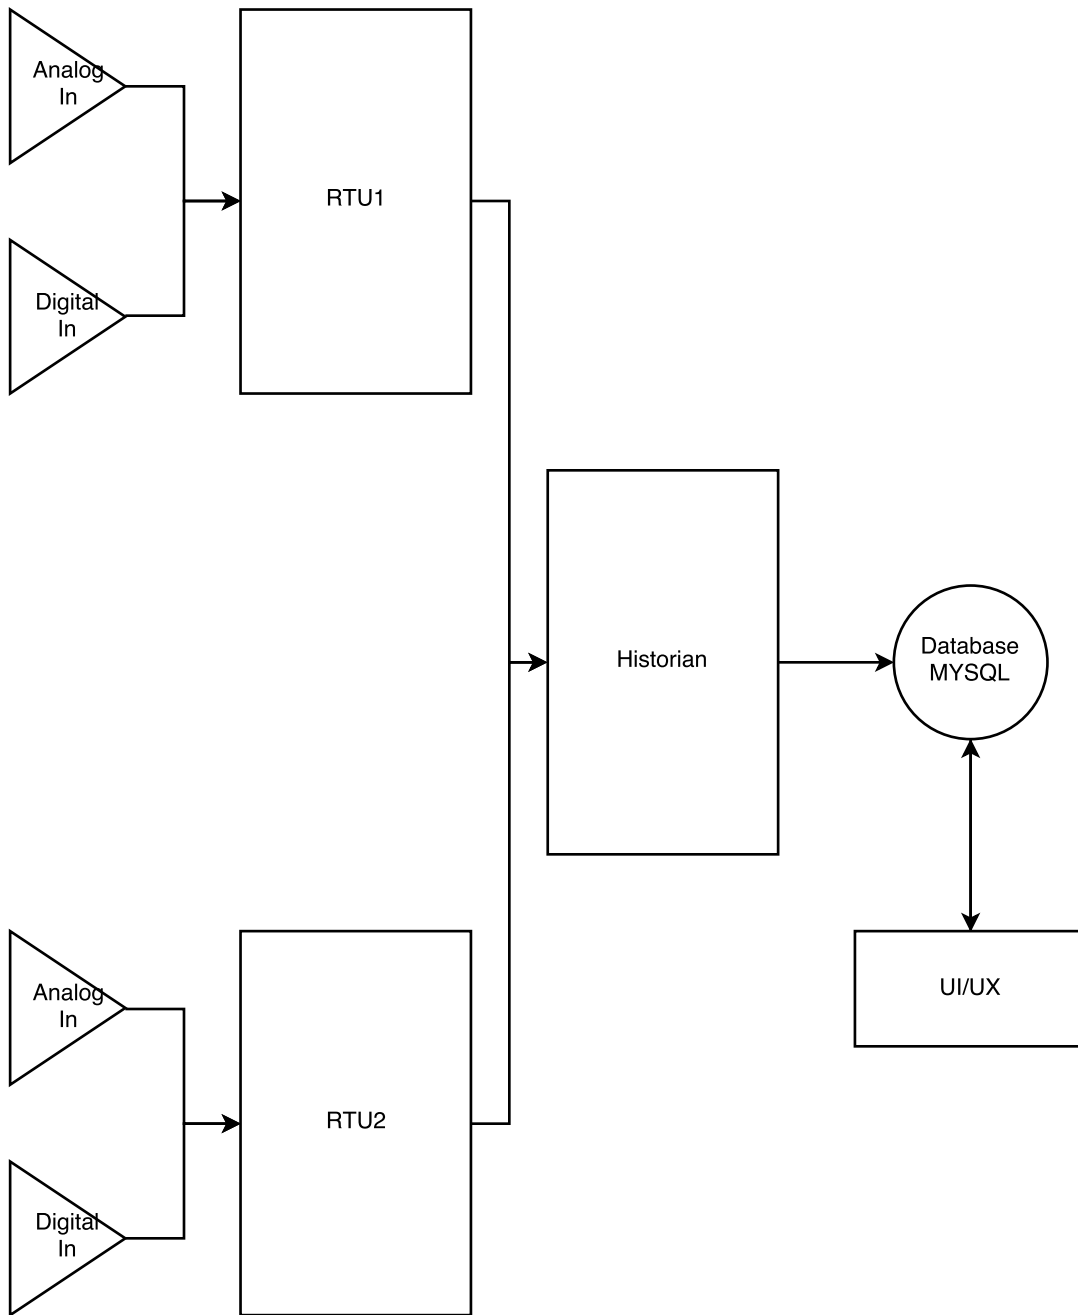 Analog
In
RTU1
Digital
In
Historian
Database
MYSQL
Analog
In
UI/UX
RTU2
Digital
In